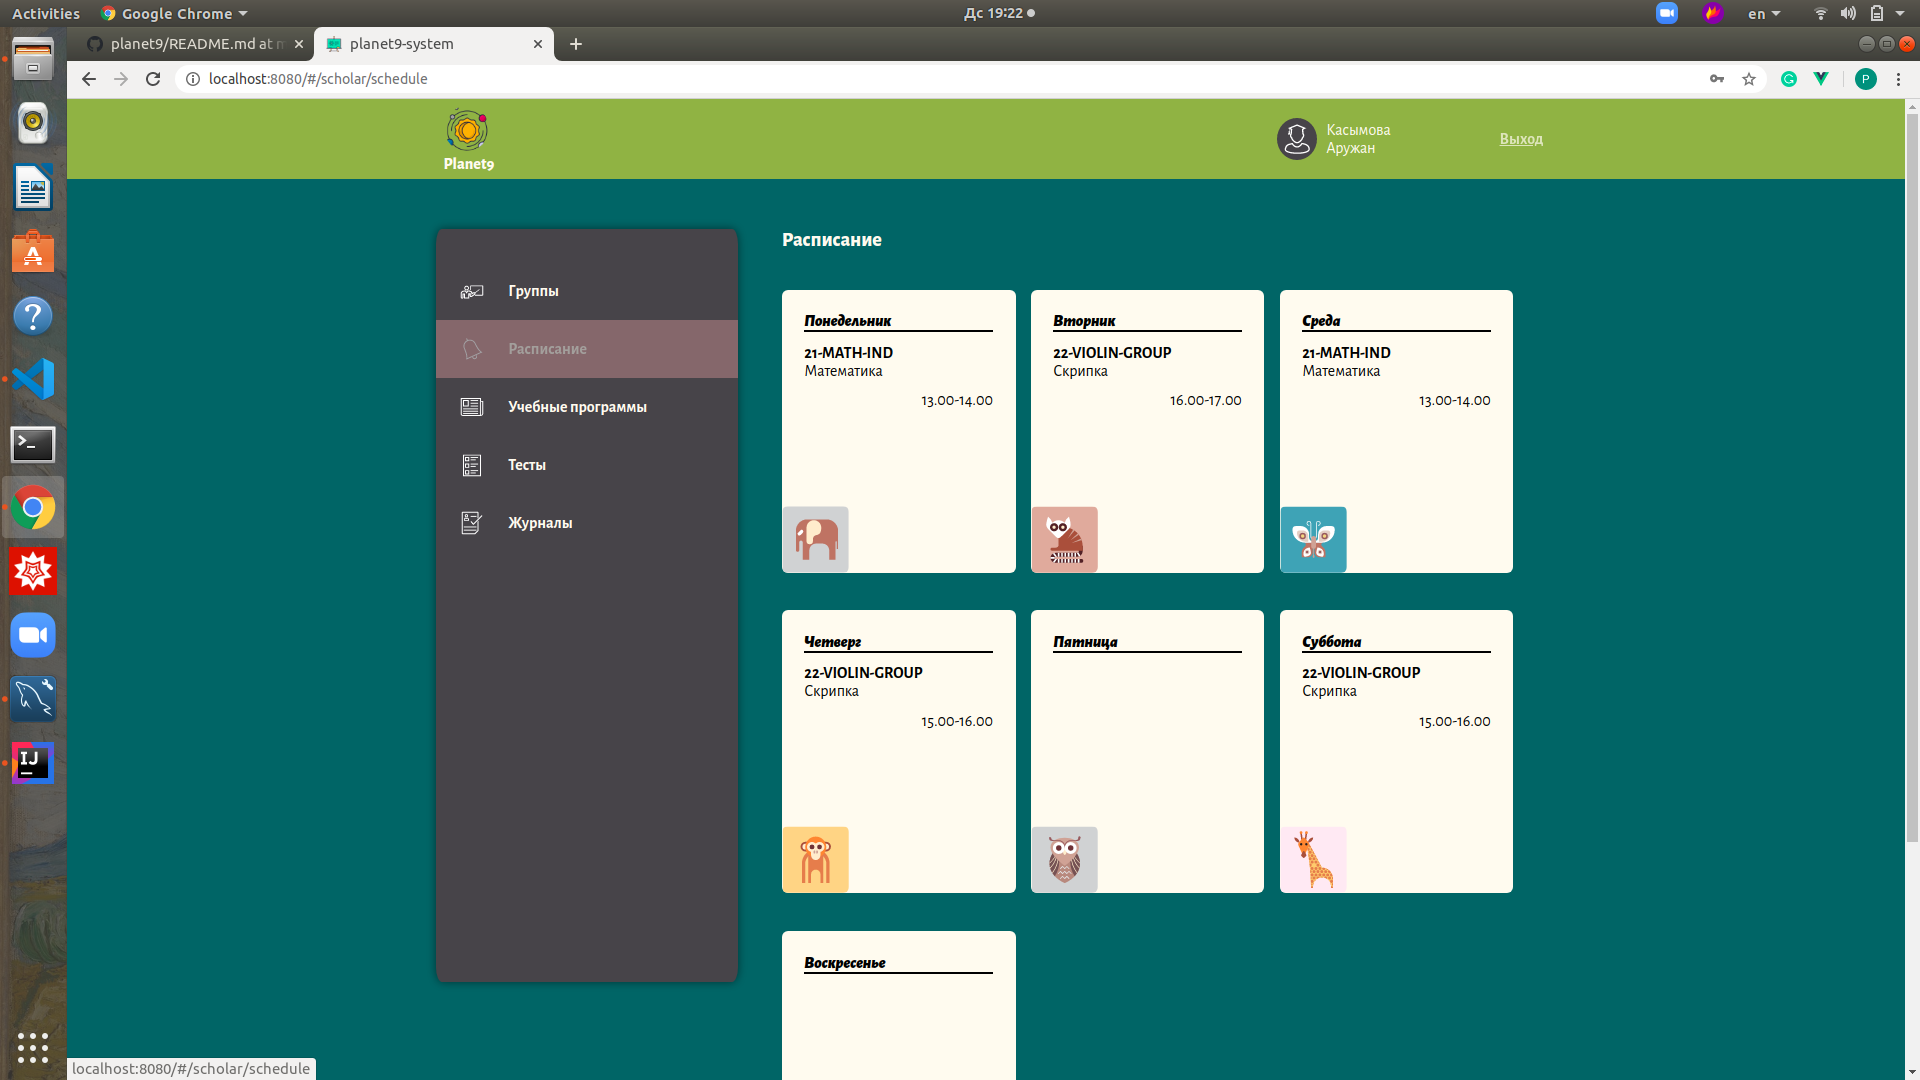 Activities
Google Chrome
Дс 19:22
en
planet9/README.md at m
planet9-system
localhost:8080/#/scholar/schedule
P
Planet9
Касымова
Аружан
Выход
Группы
Расписание
Учебные программы
Тесты
Журналы
Расписание
Понедельник
21-MATH-IND
Математика
13.00-14.00
Вторник
22-VIOLIN-GROUP
Скрипка
16.00-17.00
Среда
21-MATH-IND
Математика
13.00-14.00
Четверг
22-VIOLIN-GROUP
Скрипка
15.00-16.00
Пятница
Суббота
22-VIOLIN-GROUP
Скрипка
15.00-16.00
Воскресенье
IJ
localhost:8080/#/scholar/schedule